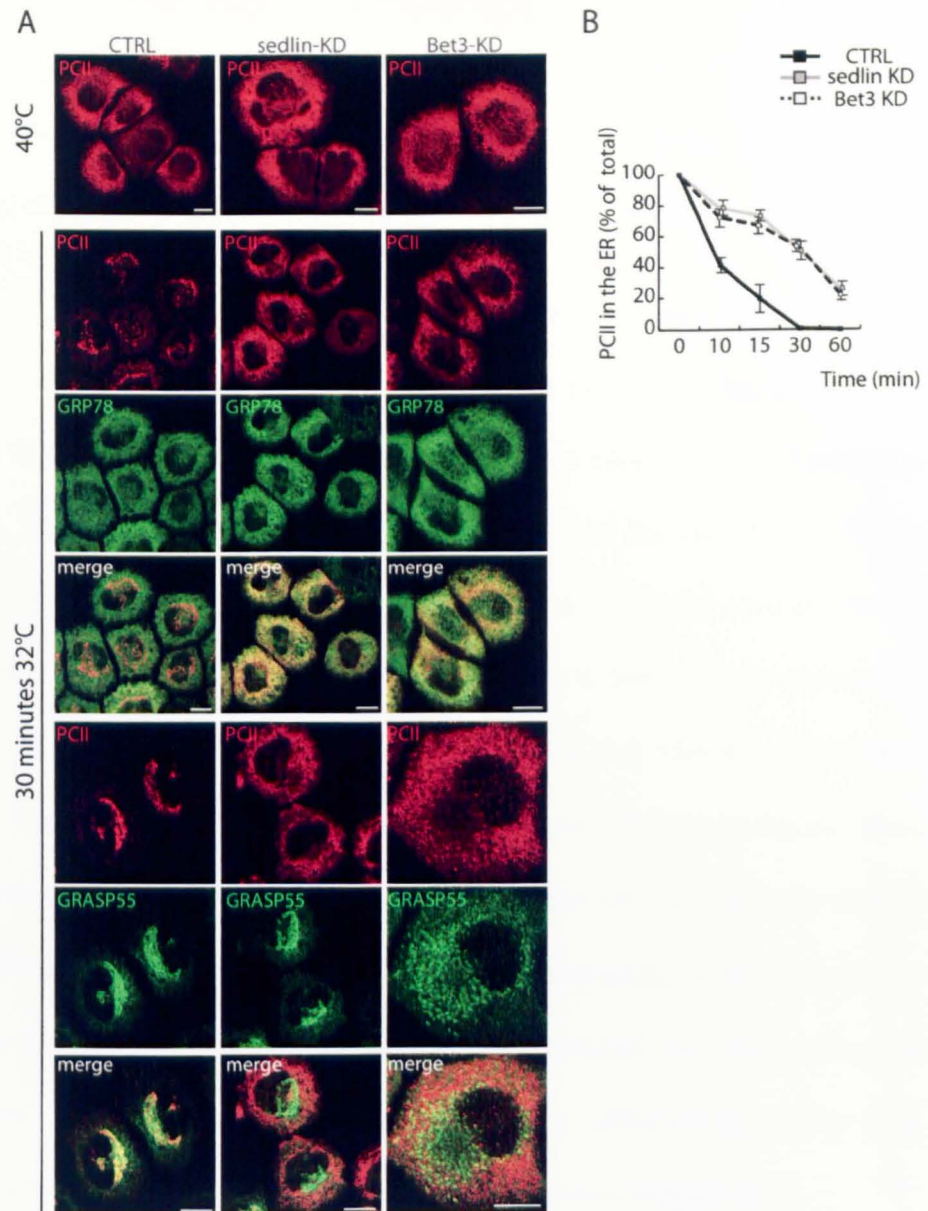 A
CTRL sedlin-KD Bet3-KD
40°C
PCII PCII PCII
30 minutes 32°C
PCII PCII PCII
GRP78 GRP78 GRP78
merge merge merge
PCII PCII PCII
GRASP55 GRASP55 GRASP55
merge merge merge
B
CTRL
sedlin KD
Bet3 KD
PCII in the ER (% of total)
100
80
60
40
20
0
0 10 15 30 60
Time (min)